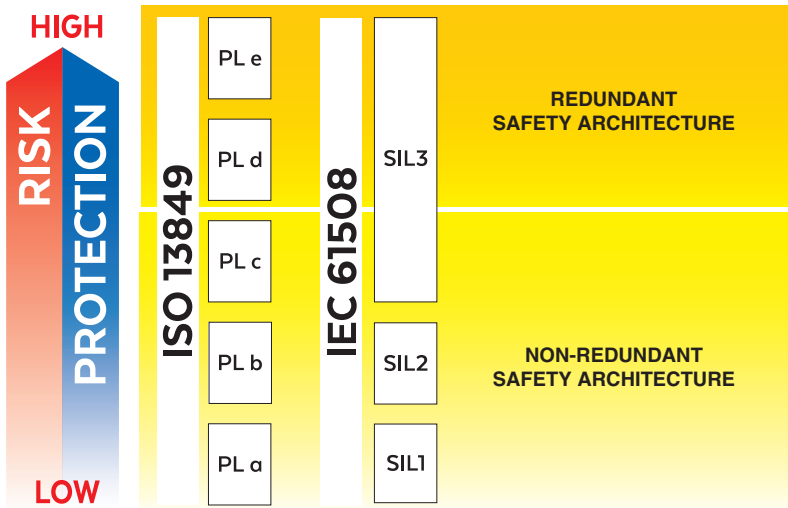 HIGH
RISK
PROTECTION
LOW
ISO 13849
PL e
PL d
PL c
PL b
PL a
IEC 61508
SIL3
SIL2
SIL1
REDUNDANT
SAFETY ARCHITECTURE
NON-REDUNDANT
SAFETY ARCHITECTURE